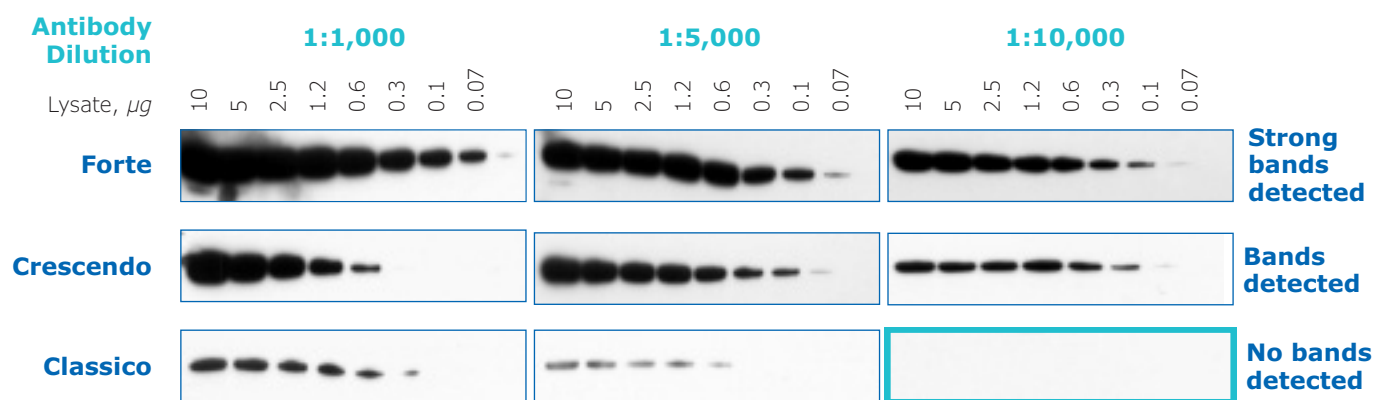 Antibody
Dilution
1:1,000
1:5,000
1:10,000
Lysate, µg
10 5 2.5 1.2 0.6 0.3 0.1 0.07
10 5 2.5 1.2 0.6 0.3 0.1 0.07
10 5 2.5 1.2 0.6 0.3 0.1 0.07
Forte
Strong
bands
detected
Crescendo
Bands
detected
Classico
No bands
detected